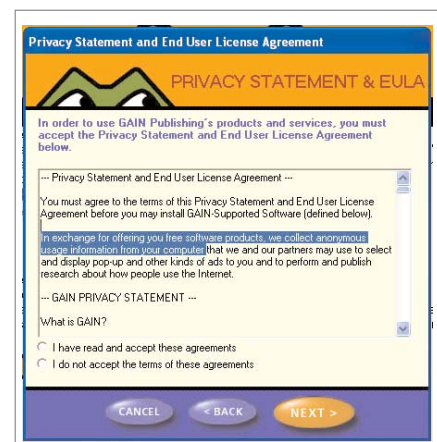 Privacy Statement and End User License Agreement
PRIVACY STATEMENT & EULA
In order to use GAIN Publishing's products and services, you must
accept the Privacy Statement and End User License Agreement
below.
--- Privacy Statement and End User License Agreement ---
You must agree to the terms of this Privacy Statement and End User License
Agreement before you may install GAIN-Supported Software (defined below).
In exchange for offering you free software products, we collect anonymous
usage information from your computer that we and our partners may use to select
and display pop-up and other kinds of ads to you and to perform and publish
research about how people use the Internet.
--- GAIN PRIVACY STATEMENT ---
What is GAIN?
I have read and accept these agreements
I do not accept the terms of these agreements
CANCEL
< BACK
NEXT >